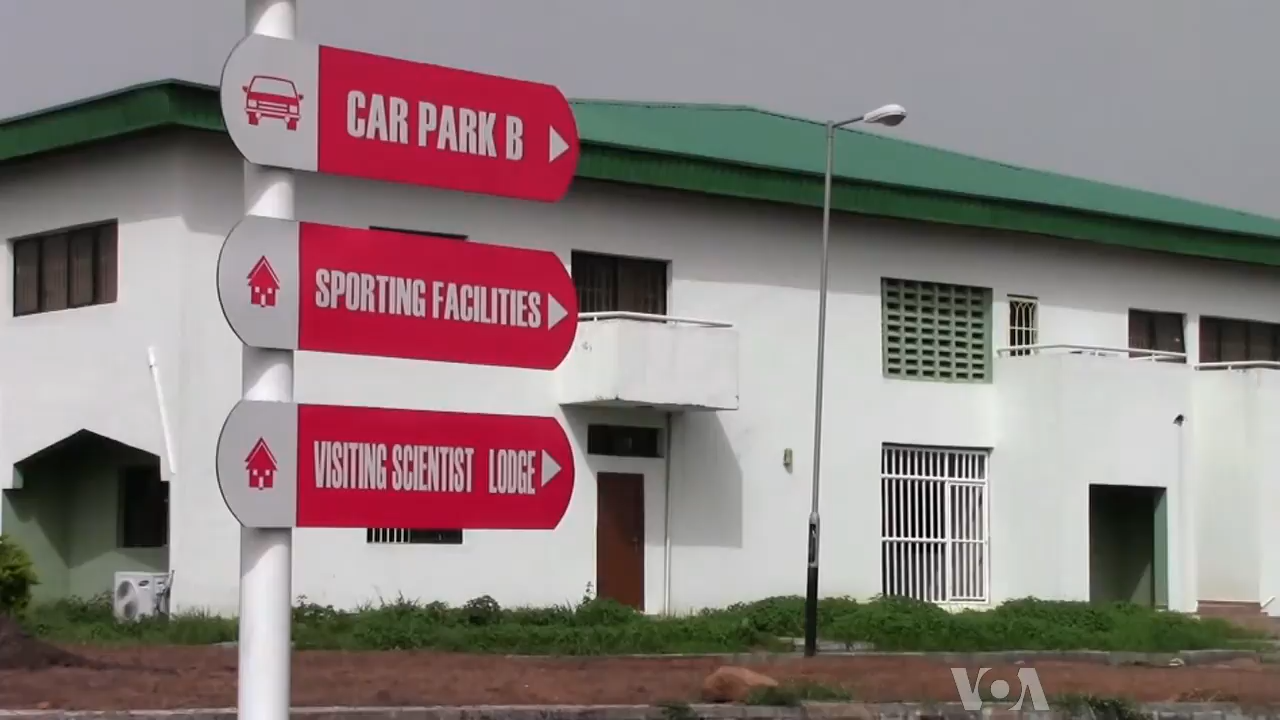 CAR PARK B
SPORTING FACILITIES
VISITING SCIENTIST LODGE
VOA